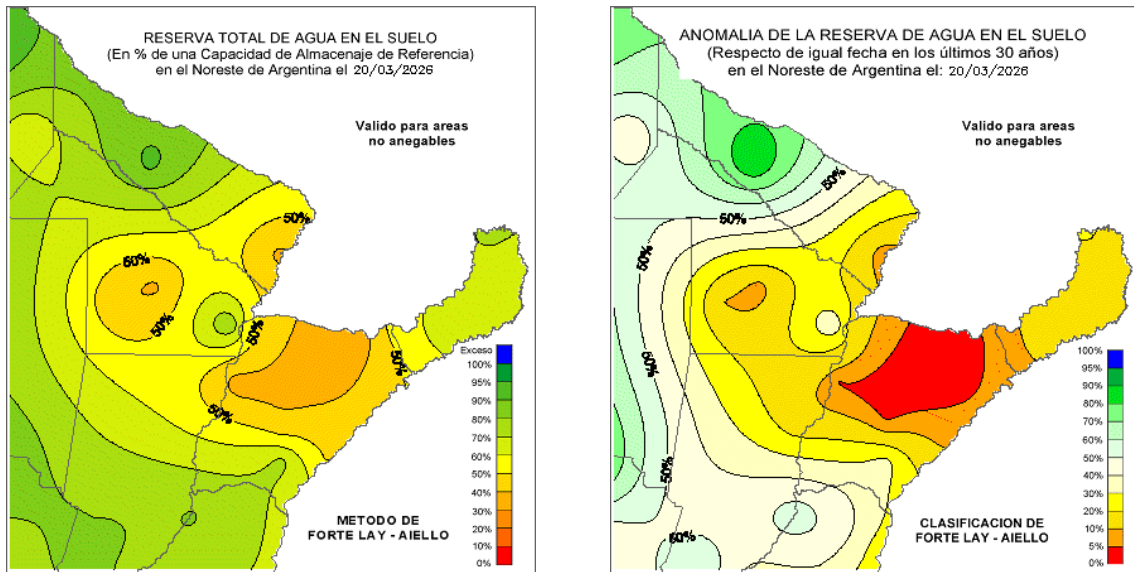 RESERVA TOTAL DE AGUA EN EL SUELO
(En % de una Capacidad de Almacenaje de Referencia)
en el Noreste de Argentina el 20/03/2026
Valido para areas
no anegables
50%
50%
50%
50%
50%
50%
50%
Exceso
100%
95%
90%
80%
70%
60%
50%
40%
30%
20%
10%
0%
METODO DE
FORTE LAY - AIELLO
ANOMALIA DE LA RESERVA DE AGUA EN EL SUELO
(Respecto de igual fecha en los últimos 30 años)
en el Noreste de Argentina el: 20/03/2026
Valido para areas
no anegables
50%
50%
50%
50%
50%
100%
95%
90%
80%
70%
60%
50%
40%
30%
20%
10%
5%
0%
CLASIFICACION DE
FORTE LAY - AIELLO